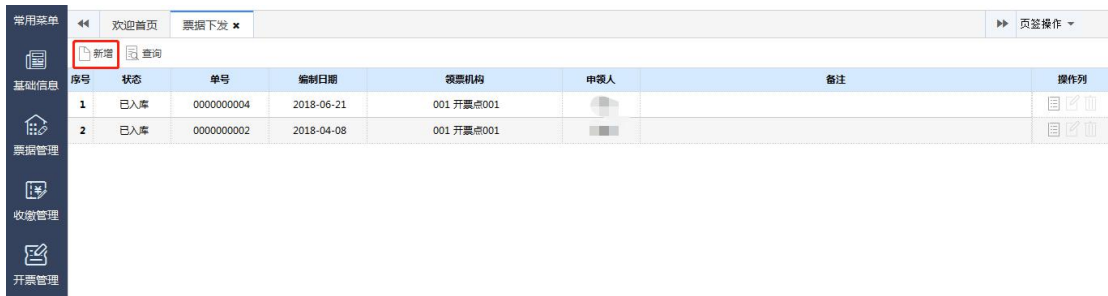 常用菜单
欢迎首页 票据下发 ×
页签操作
新增 查询
基础信息
票据管理
收缴管理
开票管理
序号 状态 单号 编制日期 领票机构 申领人 备注 操作列
1 已入库 0000000004 2018-06-21 001 开票点001
2 已入库 0000000002 2018-04-08 001 开票点001